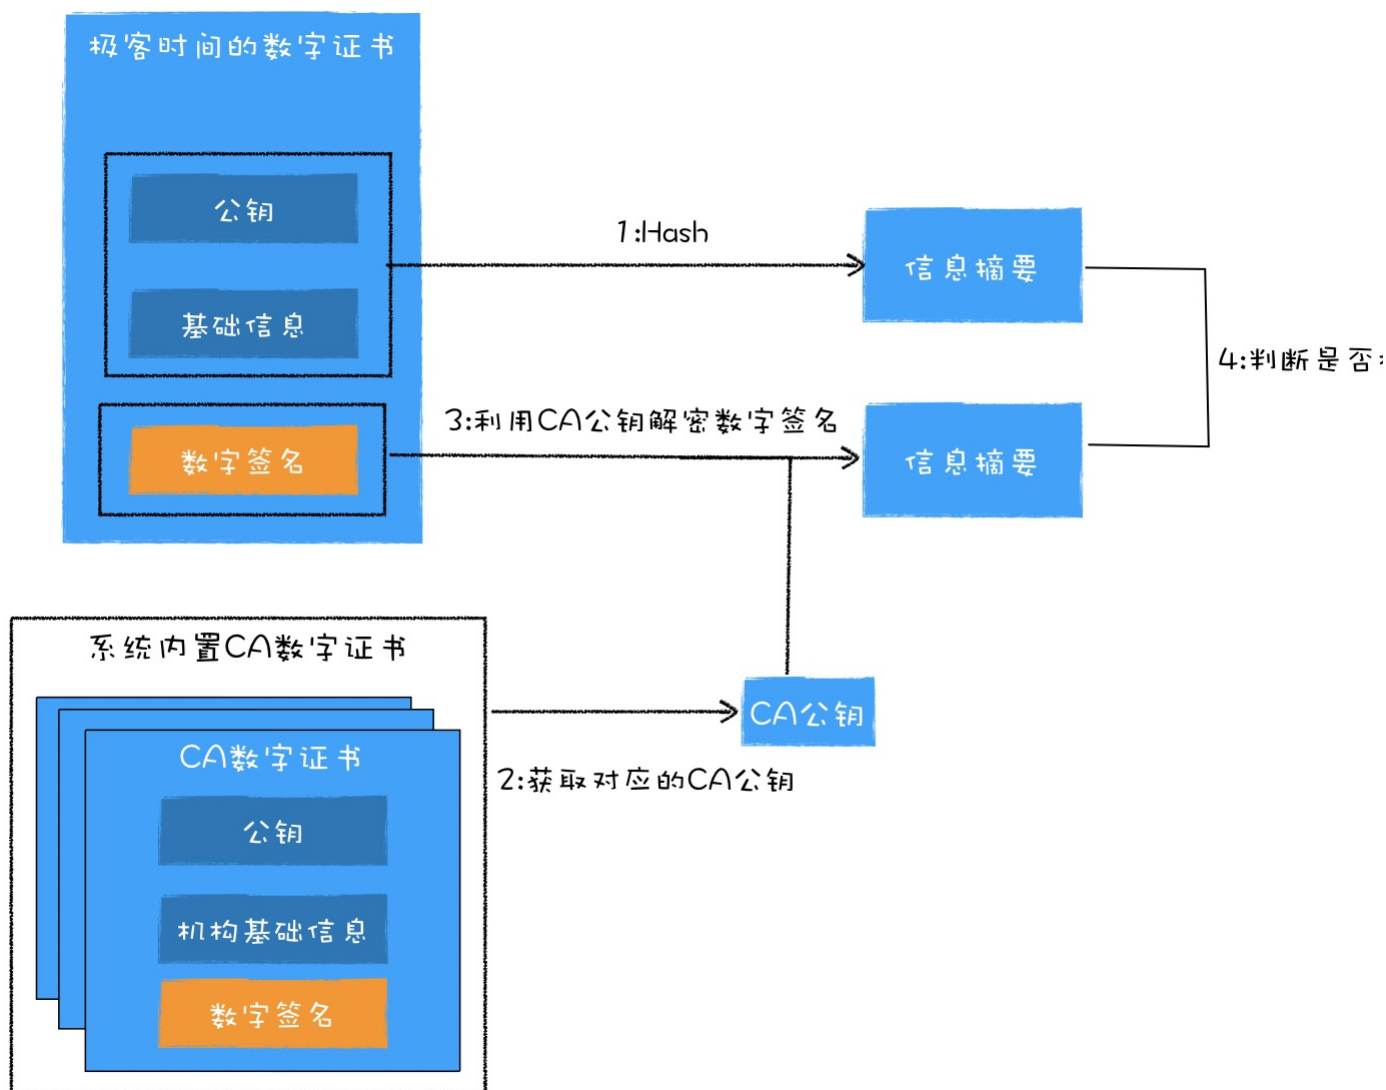 极客时间的数字证书
公钥
1:Hash
信息摘要
基础信息
4:判断是否
3:利用CA公钥解密数字签名
数字签名
信息摘要
系统内置CA数字证书
CA公钥
CA数字证书
2:获取对应的CA公钥
公钥
机构基础信息
数字签名